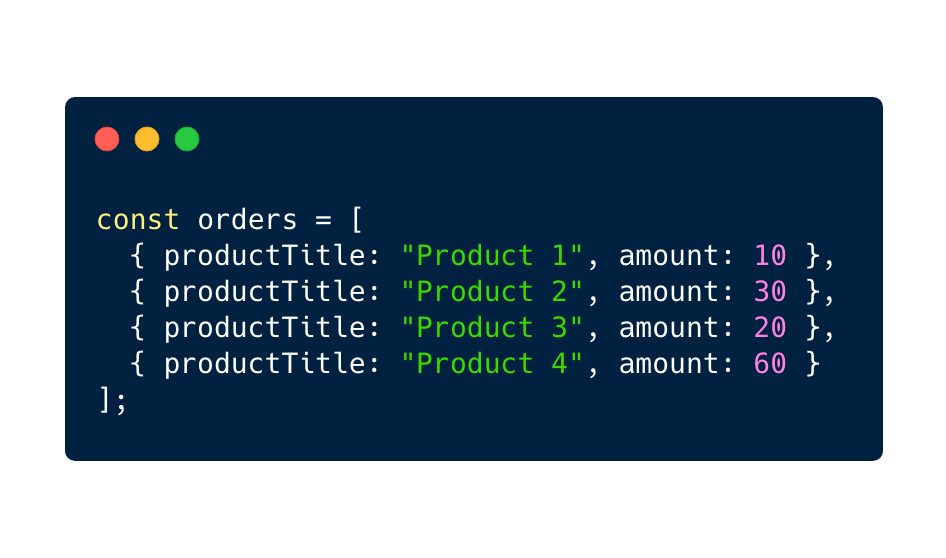 const orders = [
  { productTitle: "Product 1", amount: 10 },
  { productTitle: "Product 2", amount: 30 },
  { productTitle: "Product 3", amount: 20 },
  { productTitle: "Product 4", amount: 60 }
];